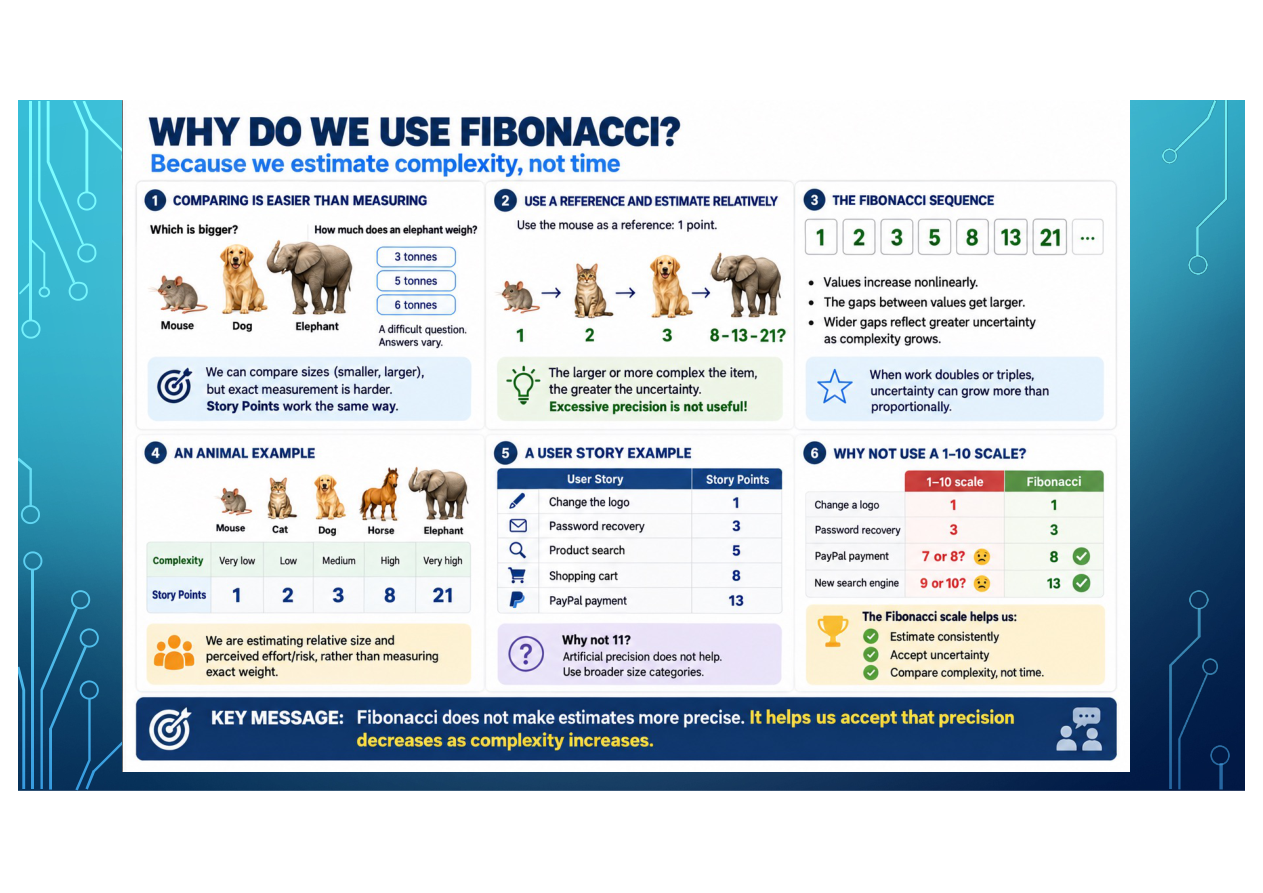 WHY DO WE USE FIBONACCI?
Because we estimate complexity, not time
1 COMPARING IS EASIER THAN MEASURING
Which is bigger?
How much does an elephant weigh?
3 tonnes
5 tonnes
6 tonnes
Mouse
Dog
Elephant
A difficult question.
Answers vary.
We can compare sizes (smaller, larger),
but exact measurement is harder.
Story Points work the same way.
2 USE A REFERENCE AND ESTIMATE RELATIVELY
Use the mouse as a reference: 1 point.
→ → →
1 2 3 8-13-21?
The larger or more complex the item,
the greater the uncertainty.
Excessive precision is not useful!
3 THE FIBONACCI SEQUENCE
1 2 3 5 8 13 21 ...
• Values increase nonlinearly.
• The gaps between values get larger.
• Wider gaps reflect greater uncertainty
as complexity grows.
When work doubles or triples,
uncertainty can grow more than
proportionally.
4 AN ANIMAL EXAMPLE
Mouse Cat Dog Horse Elephant
Complexity Very low Low Medium High Very high
Story Points 1 2 3 8 21
We are estimating relative size and
perceived effort/risk, rather than measuring
exact weight.
5 A USER STORY EXAMPLE
User Story Story Points
Change the logo 1
Password recovery 3
Product search 5
Shopping cart 8
PayPal payment 13
?
Why not 11?
Artificial precision does not help.
Use broader size categories.
6 WHY NOT USE A 1–10 SCALE?
1–10 scale Fibonacci
Change a logo 1 1
Password recovery 3 3
PayPal payment 7 or 8? 8
New search engine 9 or 10? 13
The Fibonacci scale helps us:
Estimate consistently
Accept uncertainty
Compare complexity, not time.
KEY MESSAGE: Fibonacci does not make estimates more precise. It helps us accept that precision
decreases as complexity increases.